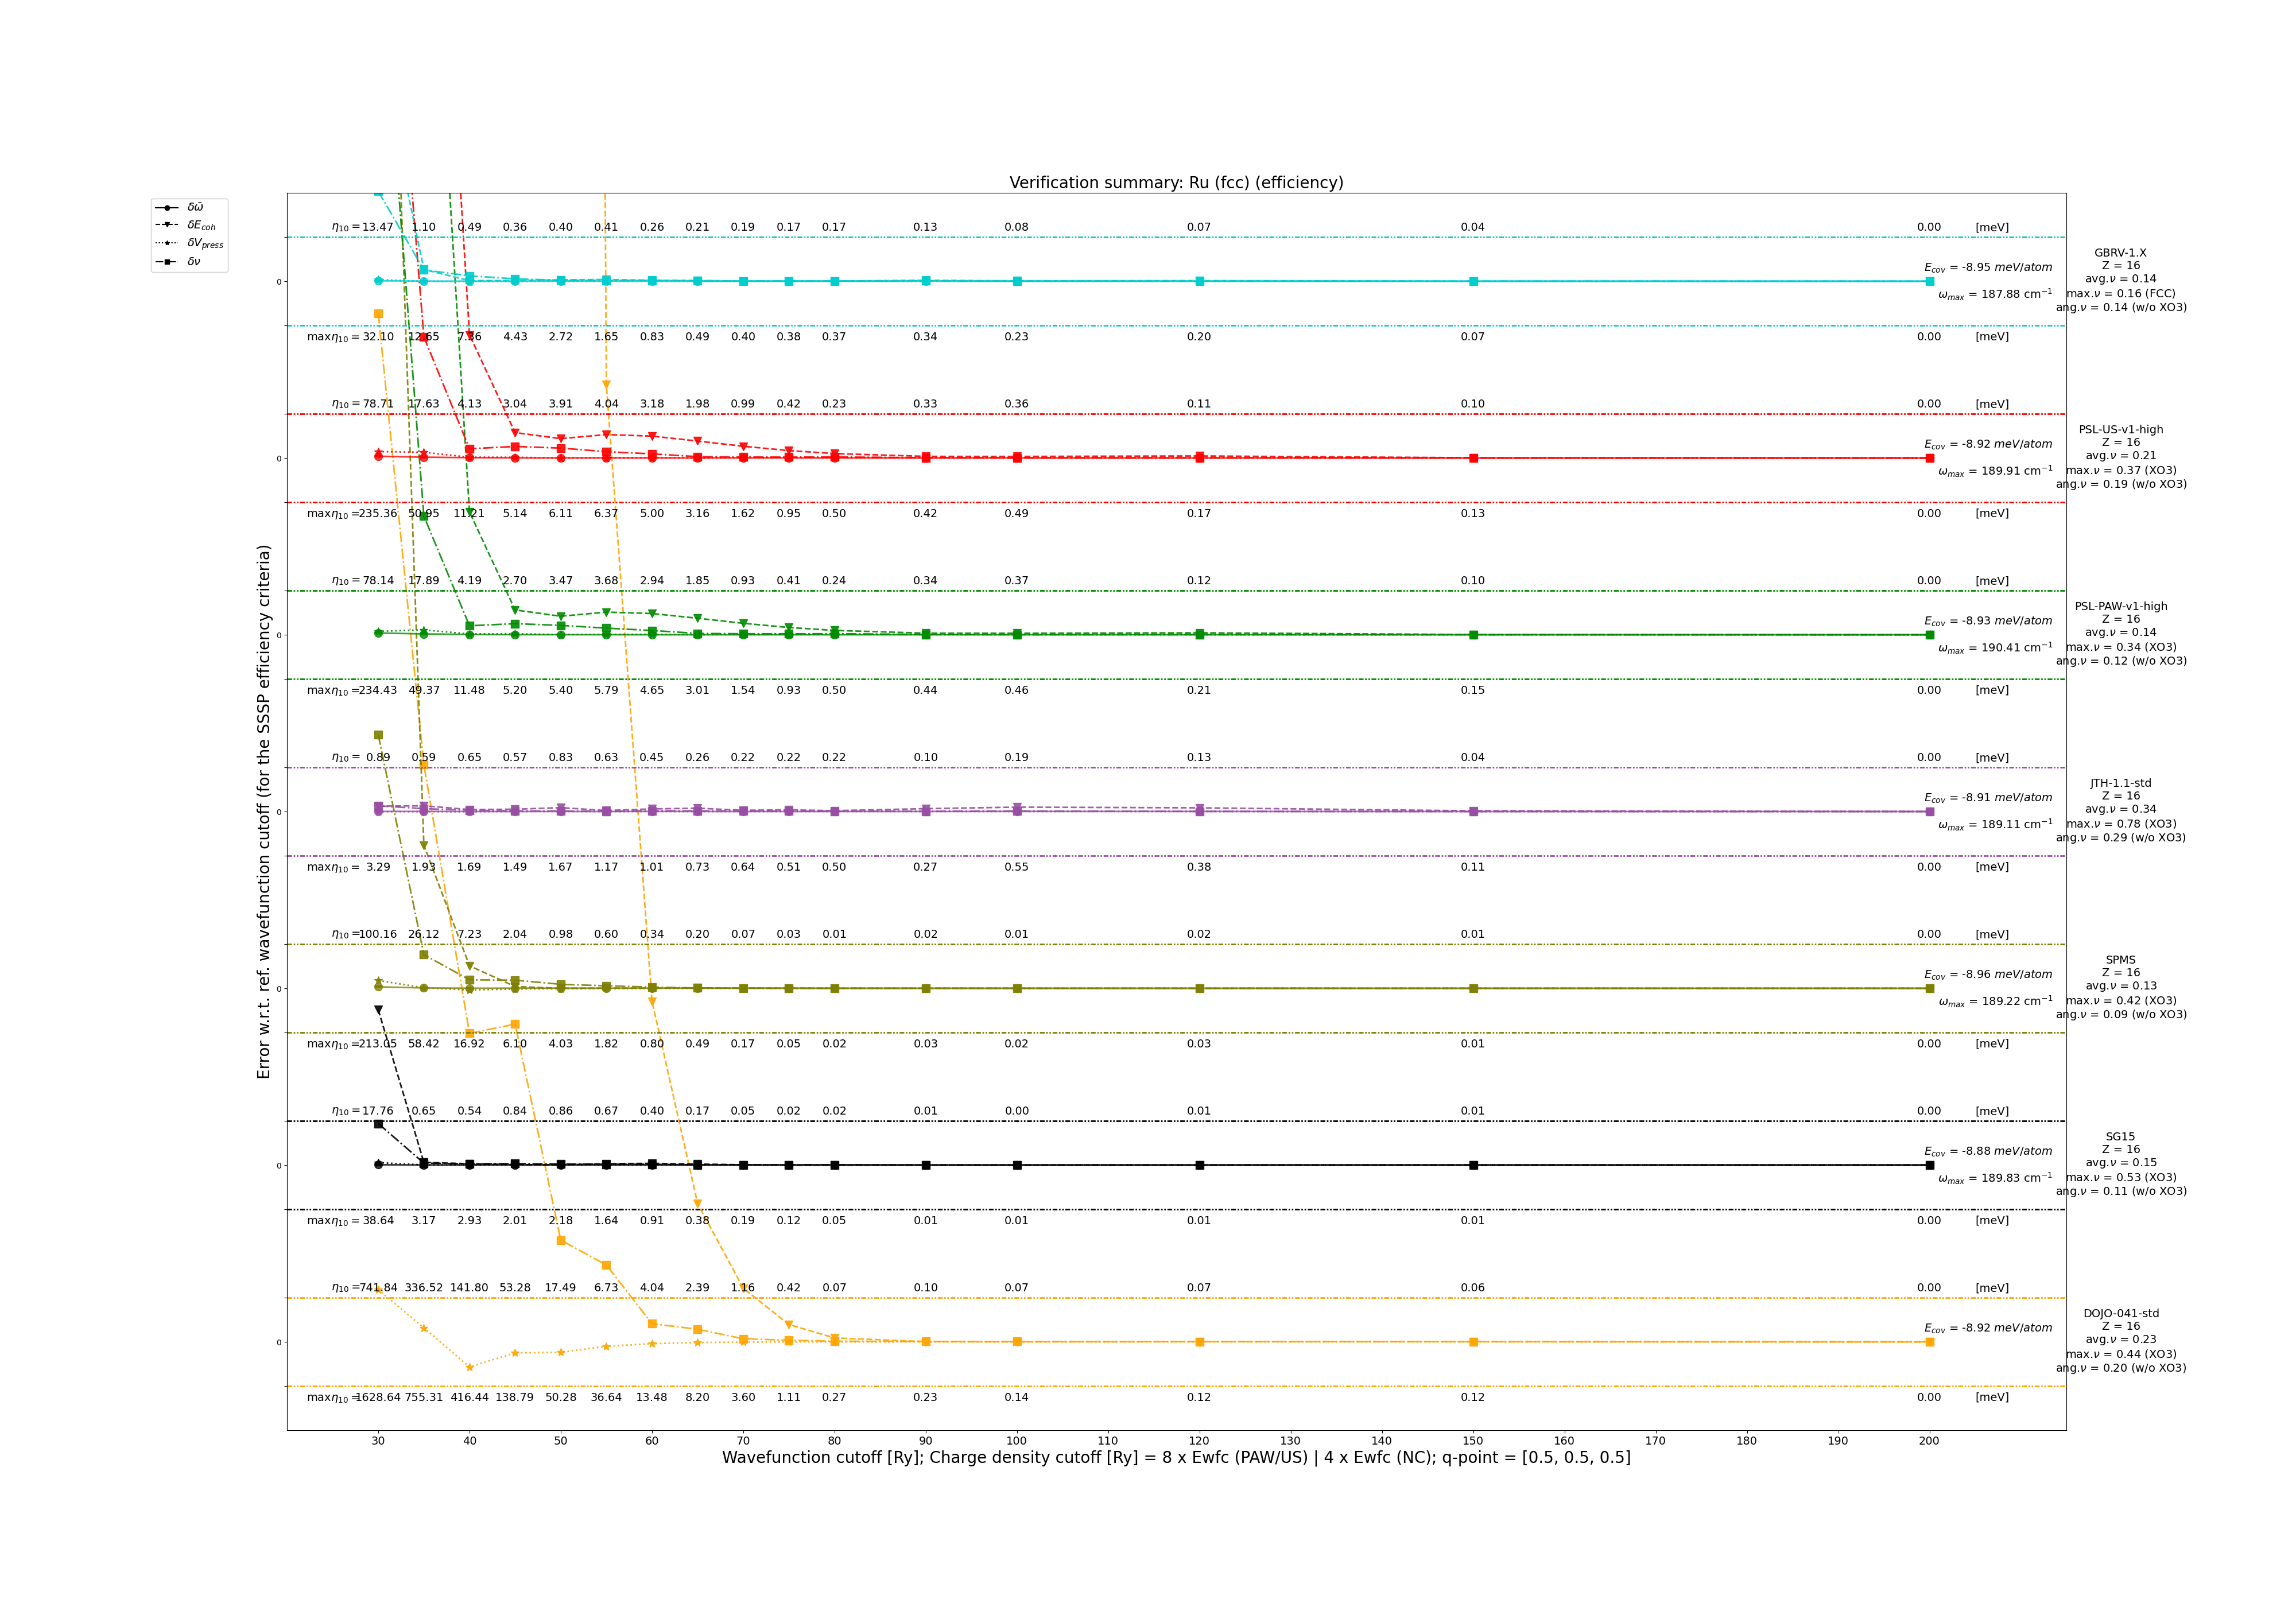 Verification summary: Ru (fcc) (efficiency)
δω̄
δE_coh
δV_press
δν
Error w.r.t. ref. wavefunction cutoff (for the SSSP efficiency criteria)
η₁₀ = 13.47 1.10 0.49 0.36 0.40 0.41 0.26 0.21 0.19 0.17 0.17 0.13 0.08 0.07 0.04 0.00 [meV]
0
E_cov = -8.95 meV/atom
ω_max = 187.88 cm⁻¹
GBRV-1.X
Z = 16
avg.ν = 0.14
max.ν = 0.16 (FCC)
ang.ν = 0.14 (w/o XO3)
maxη₁₀ = 32.10 12.65 7.36 4.43 2.72 1.65 0.83 0.49 0.40 0.38 0.37 0.34 0.23 0.20 0.07 0.00 [meV]
η₁₀ = 78.71 17.63 4.13 3.04 3.91 4.04 3.18 1.98 0.99 0.42 0.23 0.33 0.36 0.11 0.10 0.00 [meV]
0
E_cov = -8.92 meV/atom
ω_max = 189.91 cm⁻¹
PSL-US-v1-high
Z = 16
avg.ν = 0.21
max.ν = 0.37 (XO3)
ang.ν = 0.19 (w/o XO3)
maxη₁₀ = 235.36 50.95 11.21 5.14 6.11 6.37 5.00 3.16 1.62 0.95 0.50 0.42 0.49 0.17 0.13 0.00 [meV]
η₁₀ = 78.14 17.89 4.19 2.70 3.47 3.68 2.94 1.85 0.93 0.41 0.24 0.34 0.37 0.12 0.10 0.00 [meV]
0
E_cov = -8.93 meV/atom
ω_max = 190.41 cm⁻¹
PSL-PAW-v1-high
Z = 16
avg.ν = 0.14
max.ν = 0.34 (XO3)
ang.ν = 0.12 (w/o XO3)
maxη₁₀ = 234.43 49.37 11.48 5.20 5.40 5.79 4.65 3.01 1.54 0.93 0.50 0.44 0.46 0.21 0.15 0.00 [meV]
η₁₀ = 0.89 0.59 0.65 0.57 0.83 0.63 0.45 0.26 0.22 0.22 0.22 0.10 0.19 0.13 0.04 0.00 [meV]
0
E_cov = -8.91 meV/atom
ω_max = 189.11 cm⁻¹
JTH-1.1-std
Z = 16
avg.ν = 0.34
max.ν = 0.78 (XO3)
ang.ν = 0.29 (w/o XO3)
maxη₁₀ = 3.29 1.93 1.69 1.49 1.67 1.17 1.01 0.73 0.64 0.51 0.50 0.27 0.55 0.38 0.11 0.00 [meV]
η₁₀ = 100.16 26.12 7.23 2.04 0.98 0.60 0.34 0.20 0.07 0.03 0.01 0.02 0.01 0.02 0.01 0.00 [meV]
0
E_cov = -8.96 meV/atom
ω_max = 189.22 cm⁻¹
SPMS
Z = 16
avg.ν = 0.13
max.ν = 0.42 (XO3)
ang.ν = 0.09 (w/o XO3)
maxη₁₀ = 213.05 58.42 16.92 6.10 4.03 1.82 0.80 0.49 0.17 0.05 0.02 0.03 0.02 0.03 0.01 0.00 [meV]
η₁₀ = 17.76 0.65 0.54 0.84 0.86 0.67 0.40 0.17 0.05 0.02 0.02 0.01 0.00 0.01 0.01 0.00 [meV]
0
E_cov = -8.88 meV/atom
ω_max = 189.83 cm⁻¹
SG15
Z = 16
avg.ν = 0.15
max.ν = 0.53 (XO3)
ang.ν = 0.11 (w/o XO3)
maxη₁₀ = 38.64 3.17 2.93 2.01 2.18 1.64 0.91 0.38 0.19 0.12 0.05 0.01 0.01 0.01 0.01 0.00 [meV]
η₁₀ = 741.84 336.52 141.80 53.28 17.49 6.73 4.04 2.39 1.16 0.42 0.07 0.10 0.07 0.07 0.06 0.00 [meV]
0
E_cov = -8.92 meV/atom
DOJO-041-std
Z = 16
avg.ν = 0.23
max.ν = 0.44 (XO3)
ang.ν = 0.20 (w/o XO3)
maxη₁₀ = 1628.64 755.31 416.44 138.79 50.28 36.64 13.48 8.20 3.60 1.11 0.27 0.23 0.14 0.12 0.12 0.00 [meV]
30 40 50 60 70 80 90 100 110 120 130 140 150 160 170 180 190 200
Wavefunction cutoff [Ry]; Charge density cutoff [Ry] = 8 x Ewfc (PAW/US) | 4 x Ewfc (NC); q-point = [0.5, 0.5, 0.5]